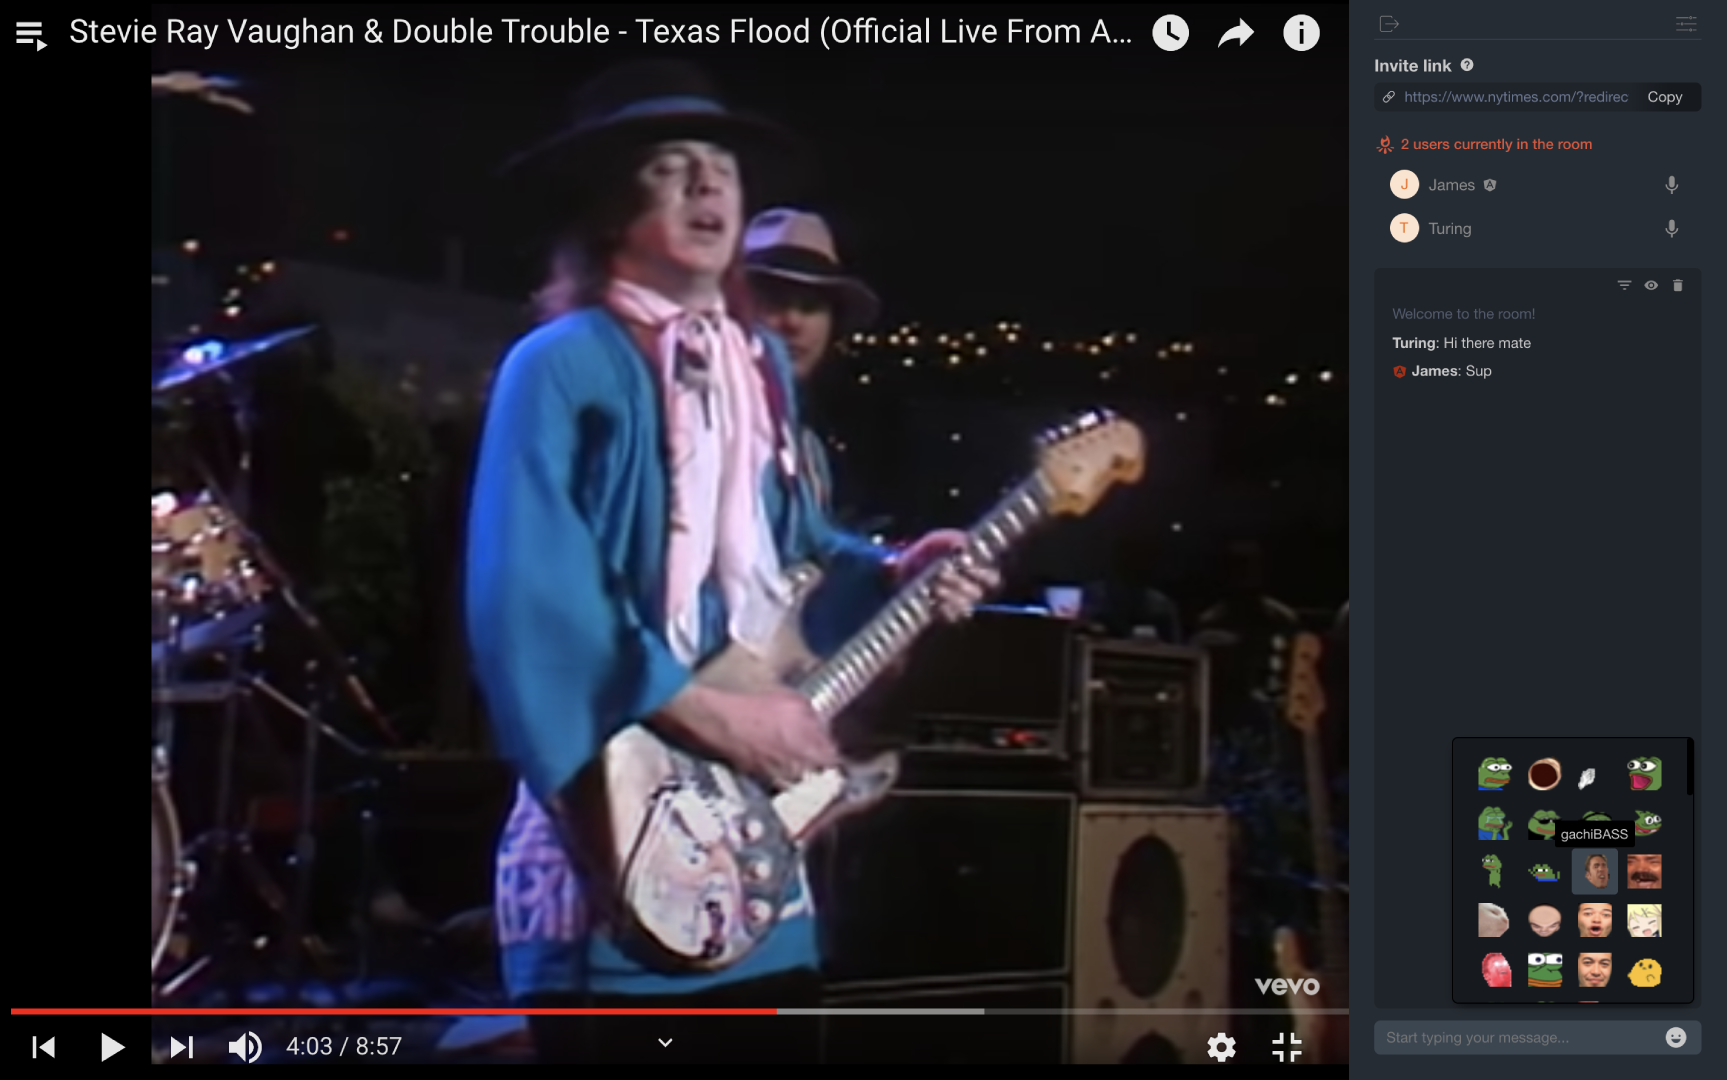 Stevie Ray Vaughan & Double Trouble - Texas Flood (Official Live From A...
Invite link
https://www.nytimes.com/?redirec
Copy
2 users currently in the room
J
James
T
Turing
Welcome to the room!
Turing: Hi there mate
James: Sup
gachiBASS
vevo
4:03 / 8:57
Start typing your message...